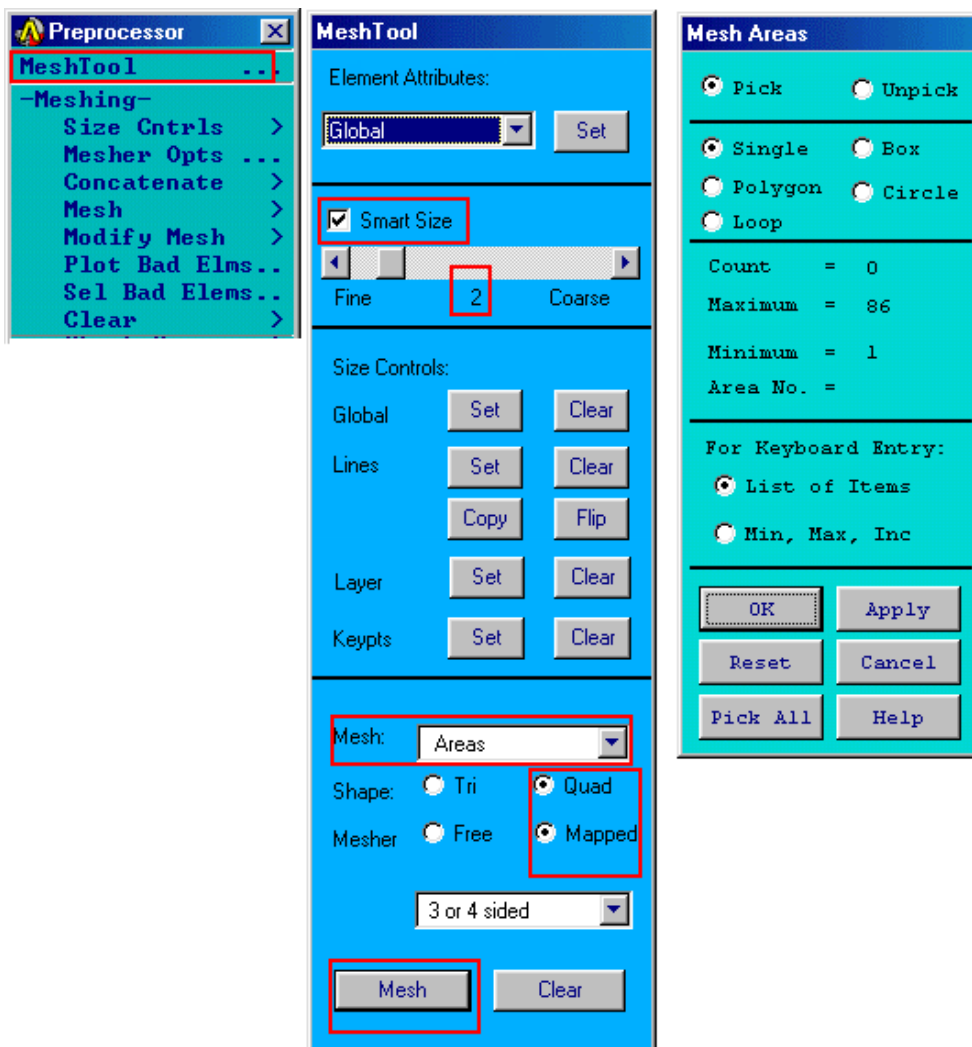 Preprocessor
MeshTool ...
-Meshing-
Size Cntrls >
Mesher Opts ...
Concatenate >
Mesh >
Modify Mesh >
Plot Bad Elms..
Sel Bad Elems..
Clear >
MeshTool
Element Attributes:
Global Set
Smart Size
Fine 2 Coarse
Size Controls:
Global Set Clear
Lines Set Clear
Copy Flip
Layer Set Clear
Keypts Set Clear
Mesh: Areas
Shape: Tri Quad
Mesher Free Mapped
3 or 4 sided
Mesh Clear
Mesh Areas
Pick Unpick
Single Box
Polygon Circle
Loop
Count = 0
Maximum = 86
Minimum = 1
Area No. =
For Keyboard Entry:
List of Items
Min, Max, Inc
OK Apply
Reset Cancel
Pick All Help